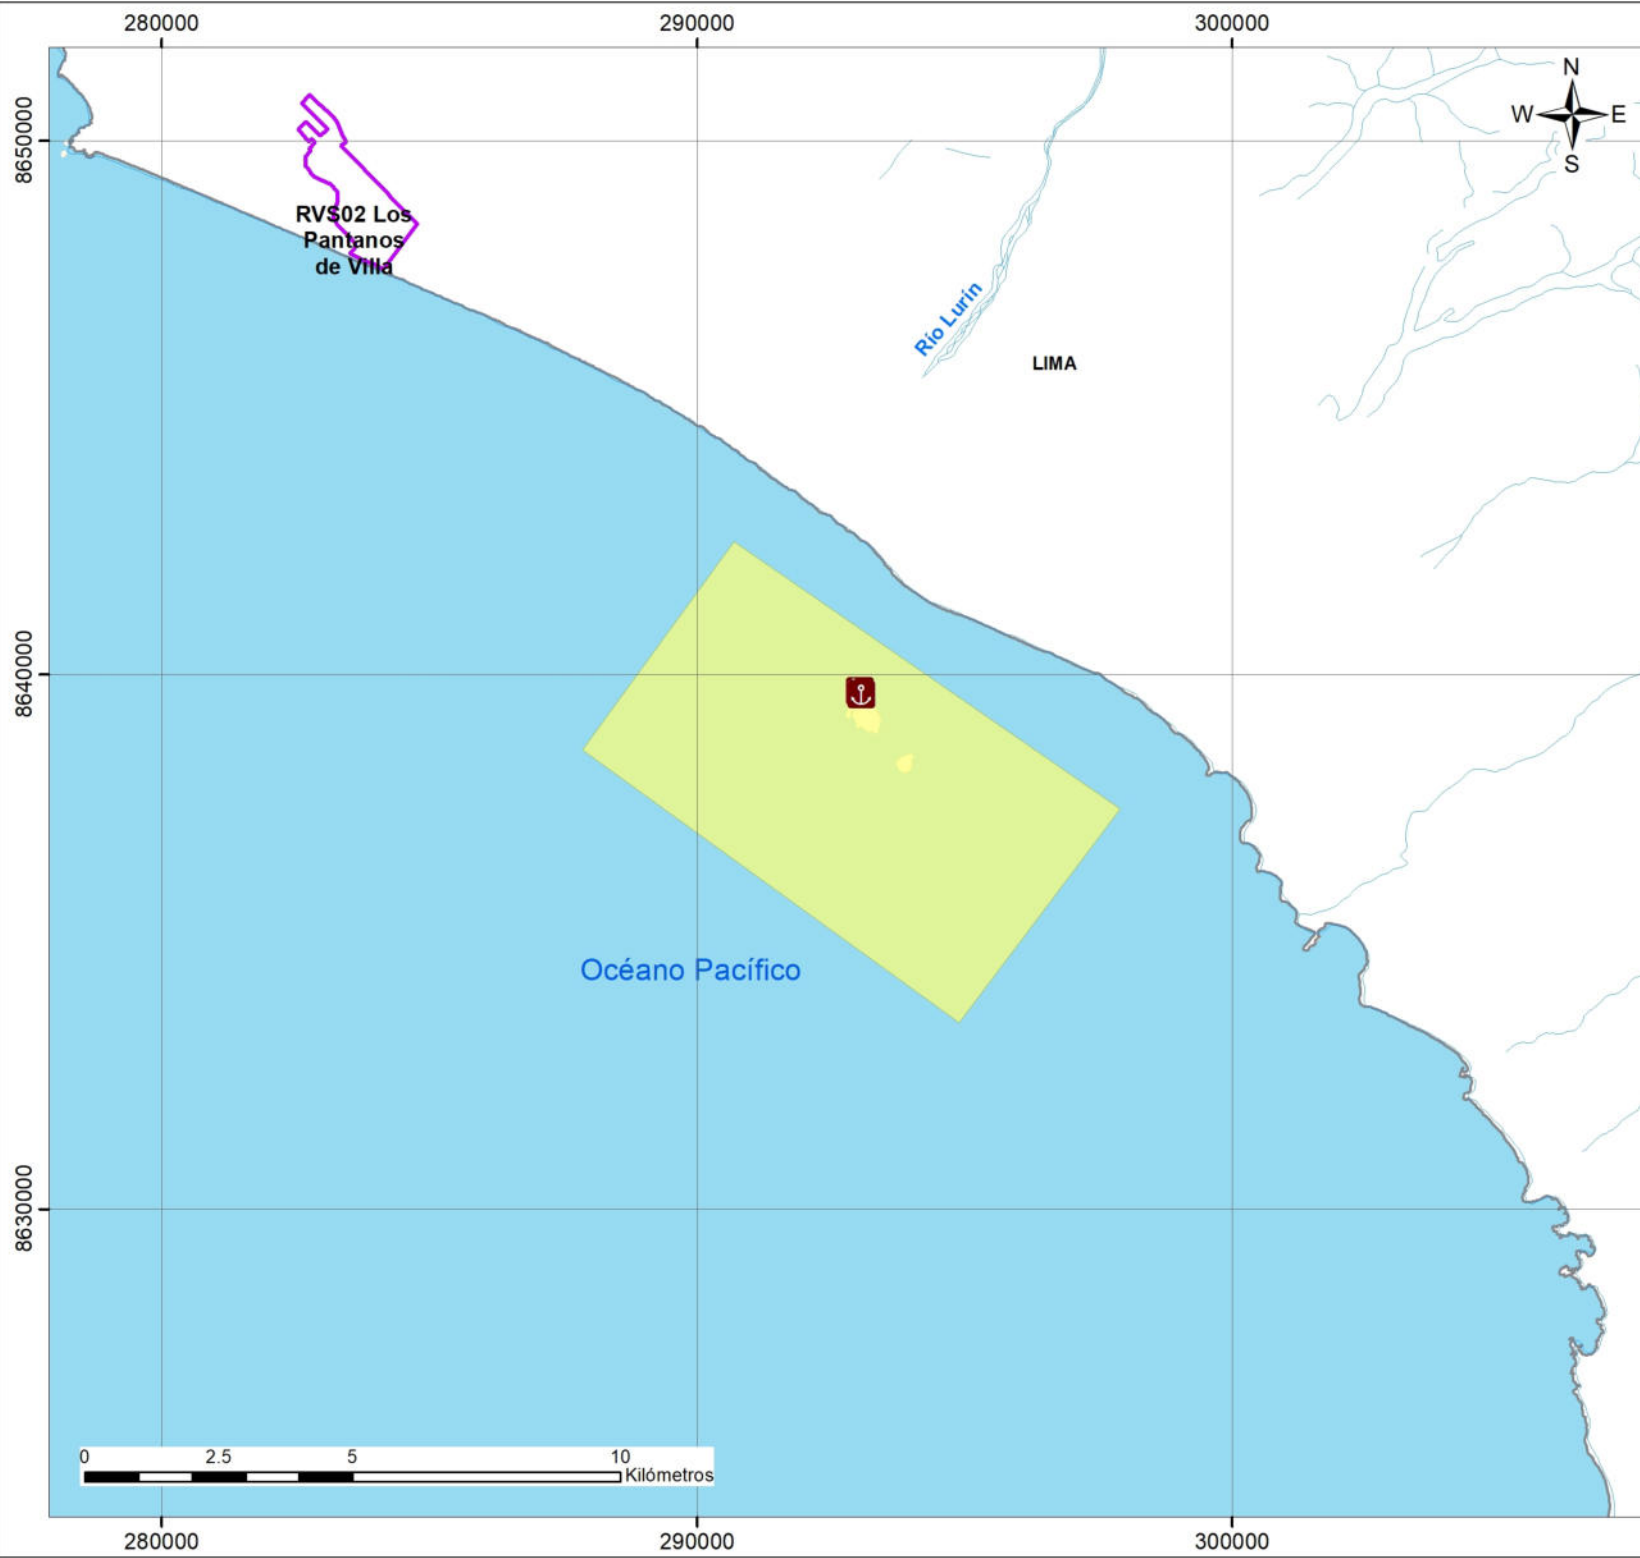 280000
290000
300000
N
W
E
S
8650000
RVS02 Los
Pantanos
de Villa
Río Lurín
LIMA
8640000
Océano Pacífico
8630000
0
2.5
5
10
Kilómetros
280000
290000
300000